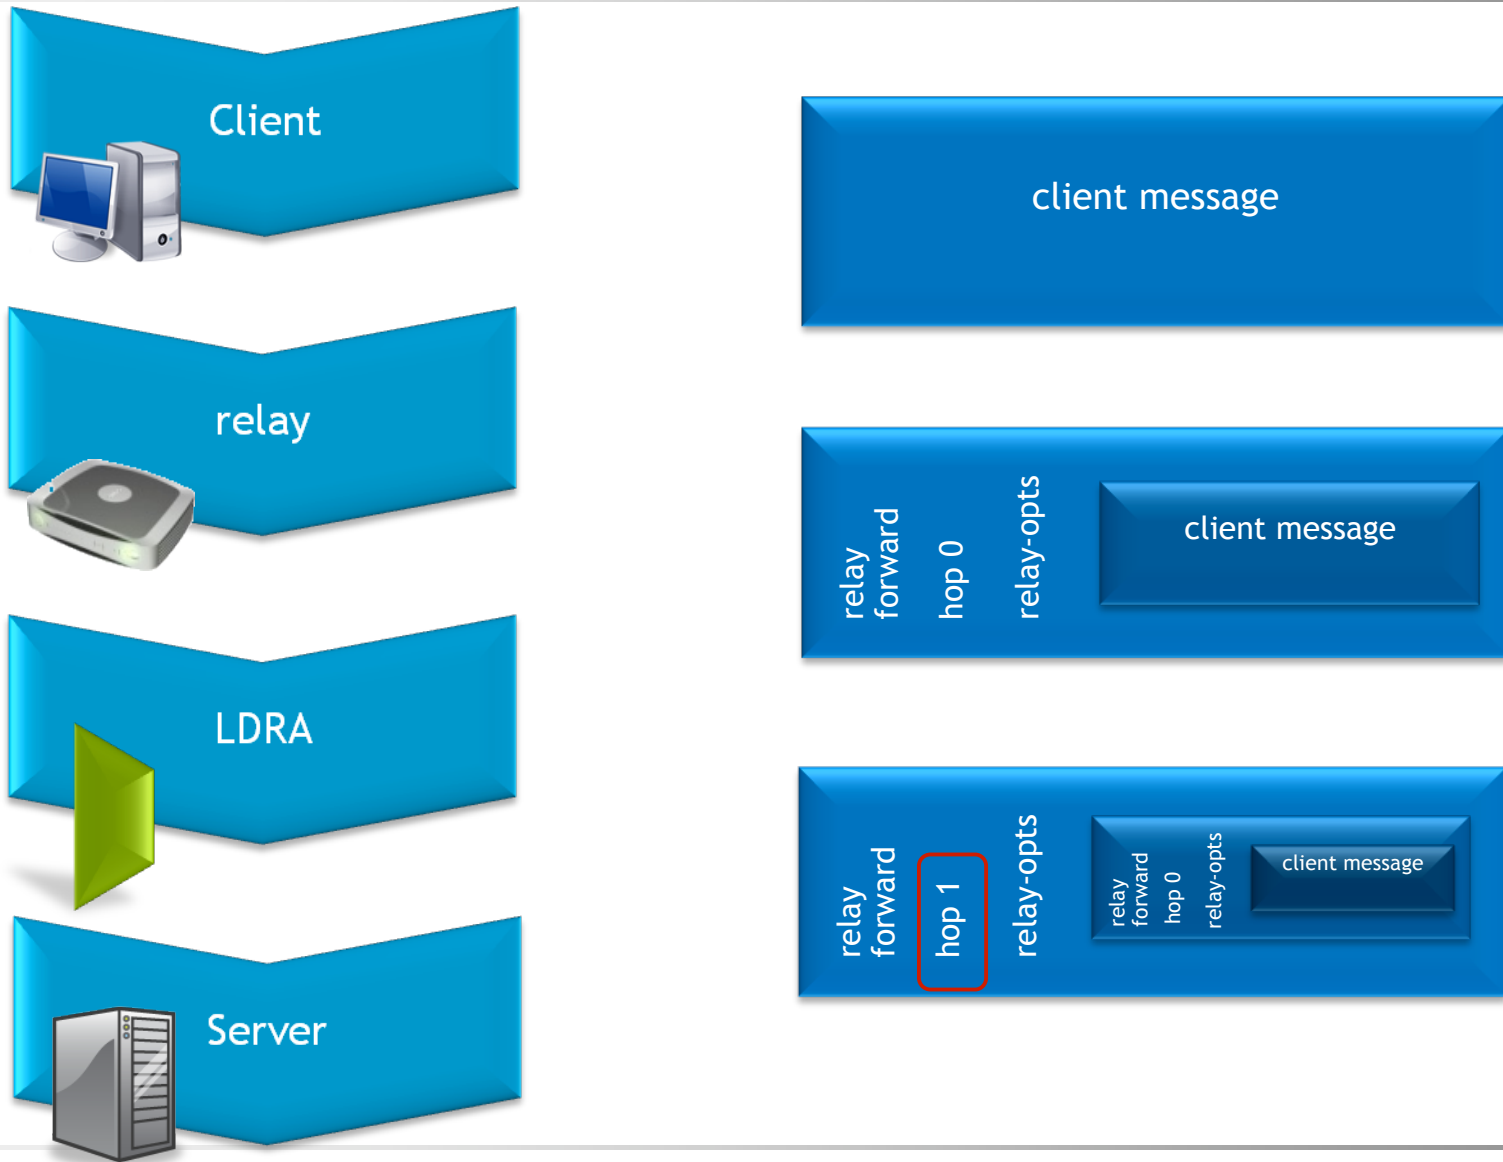 Client
client message
relay
relay
forward
hop 0
relay-opts
client message
LDRA
relay
forward
hop 1
relay-opts
relay
forward
hop 0
relay-opts
client message
Server